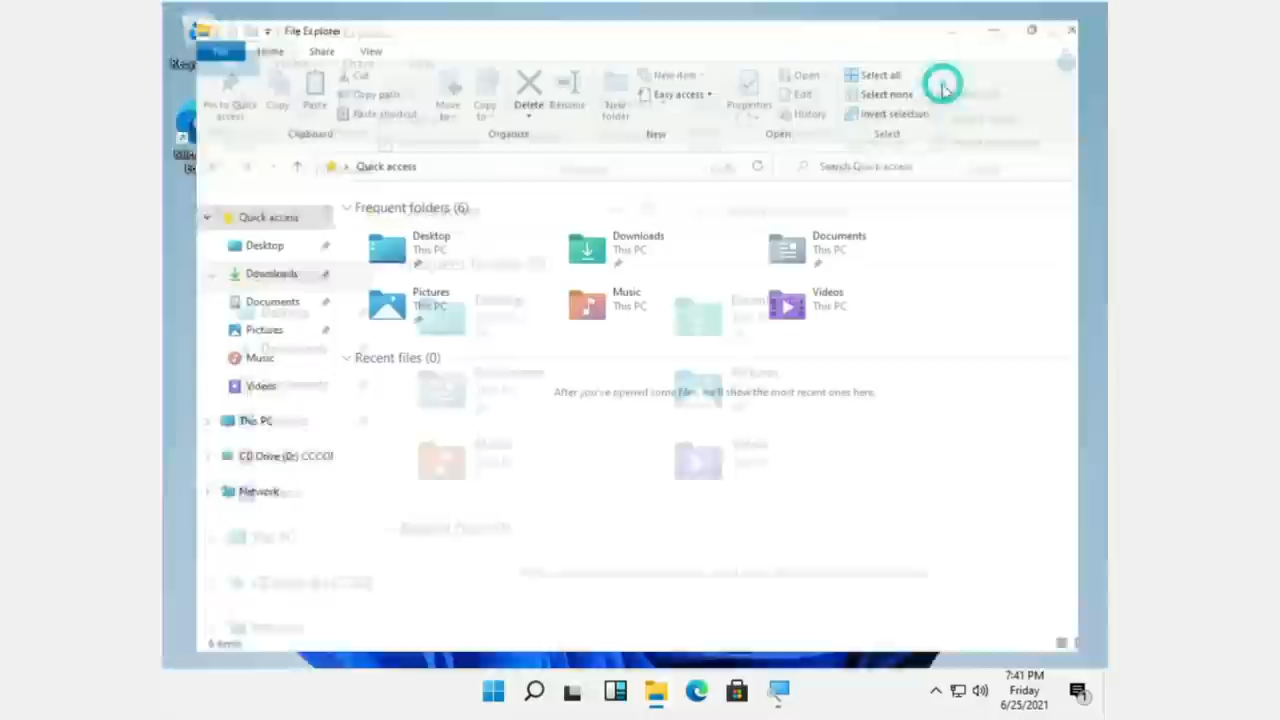 File Explorer
Home Share View
Cut
Copy path
Paste shortcut
Pin to Quick access
Copy
Paste
Clipboard
Move to
Copy to
Delete
Rename
Organize
New folder
New item
Easy access
New
Properties
Open
Edit
History
Open
Select all
Select none
Invert selection
Select
Quick access
Search Quick access
Quick access
Desktop
Downloads
Documents
Pictures
Music
Videos
This PC
CD Drive (D:) CCCO
Network
Frequent folders (6)
Desktop
This PC
Downloads
This PC
Documents
This PC
Pictures
This PC
Music
This PC
Videos
This PC
Recent files (0)
After you've opened some files, we'll show the most recent ones here.
6 items
7:41 PM
Friday
6/25/2021
1